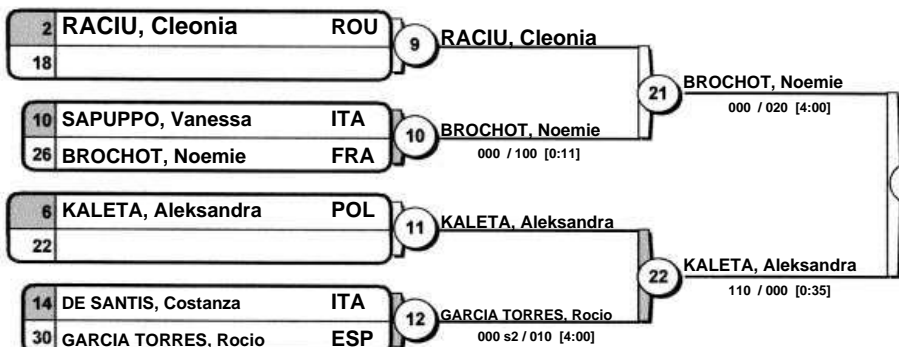 2 RACIU, Cleonia ROU
18
9
RACIU, Cleonia
10 SAPUPPO, Vanessa ITA
26 BROCHOT, Noemie FRA
10
BROCHOT, Noemie
000 / 100 [0:11]
21
BROCHOT, Noemie
000 / 020 [4:00]
6 KALETA, Aleksandra POL
22
11
KALETA, Aleksandra
14 DE SANTIS, Costanza ITA
30 GARCIA TORRES, Rocio ESP
12
GARCIA TORRES, Rocio
000 s2 / 010 [4:00]
22
KALETA, Aleksandra
110 / 000 [0:35]